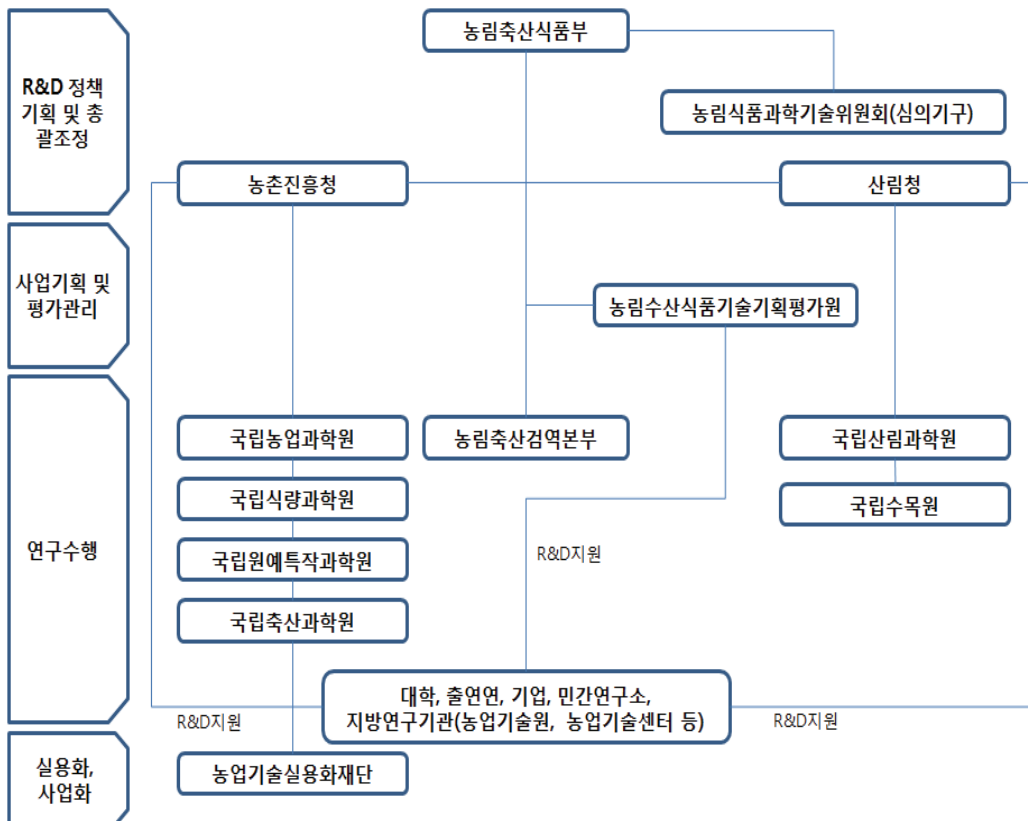 농림축산식품부
R&D 정책
기획 및 총
괄조정
농림식품과학기술위원회(심의기구)
농촌진흥청
산림청
사업기획 및
평가관리
농림수산식품기술기획평가원
국립농업과학원
농림축산검역본부
국립산림과학원
국립식량과학원
국립수목원
연구수행
국립원예특작과학원
R&D지원
국립축산과학원
대학, 출연연, 기업, 민간연구소,
지방연구기관(농업기술원, 농업기술센터 등)
R&D지원
R&D지원
실용화,
사업화
농업기술실용화재단